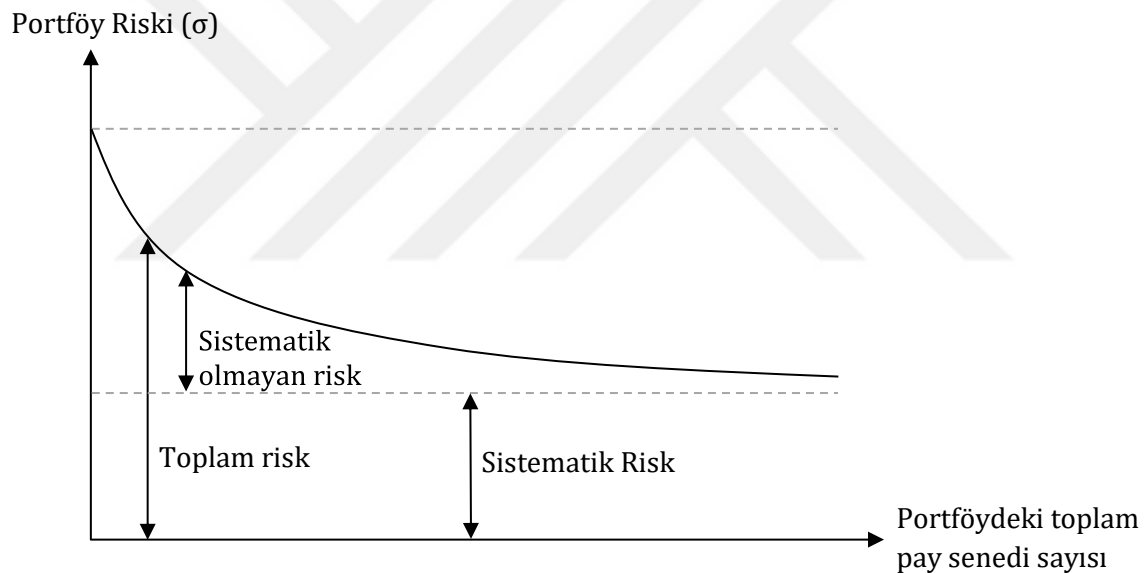 Portföy Riski (σ)
Sistematik
olmayan risk
Toplam risk
Sistematik Risk
Portföydeki toplam
pay senedi sayısı